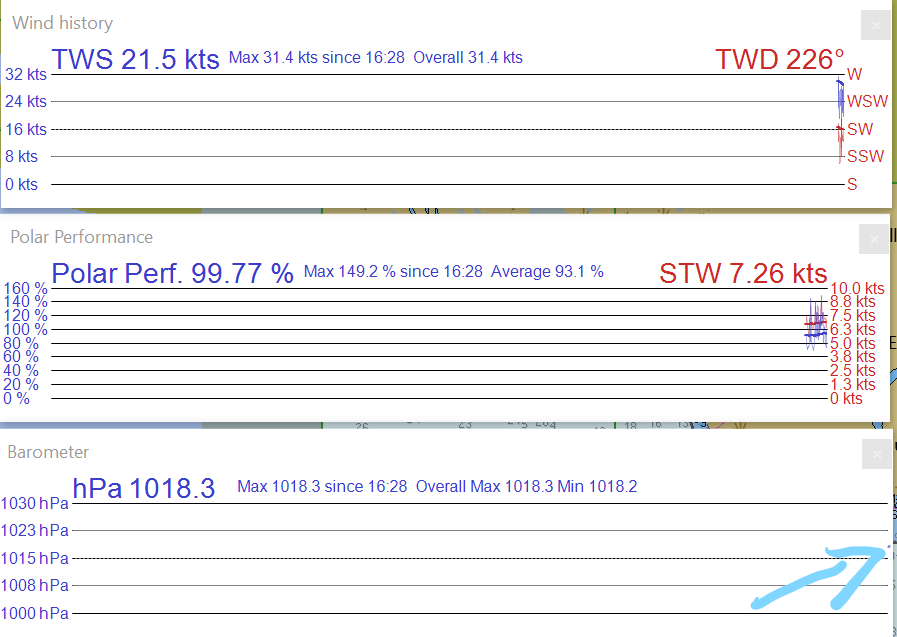 Wind history
TWS 21.5 kts Max 31.4 kts since 16:28 Overall 31.4 kts TWD 226°
32 kts W
24 kts WSW
16 kts SW
8 kts SSW
0 kts S
Polar Performance
Polar Perf. 99.77 % Max 149.2 % since 16:28 Average 93.1 % STW 7.26 kts
160 % 10.0 kts
140 % 8.8 kts
120 % 7.5 kts
100 % 6.3 kts
80 % 5.0 kts
60 % 3.8 kts
40 % 2.5 kts
20 % 1.3 kts
0 % 0 kts
Barometer
hPa 1018.3 Max 1018.3 since 16:28 Overall Max 1018.3 Min 1018.2
1030 hPa
1023 hPa
1015 hPa
1008 hPa
1000 hPa